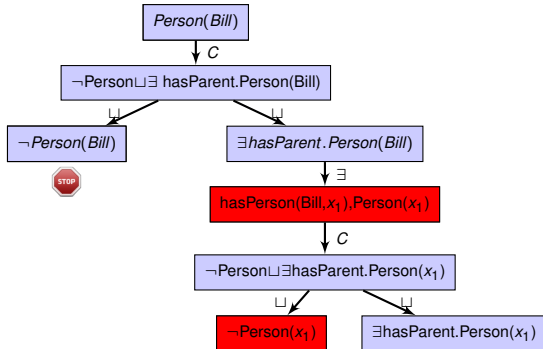 Person(Bill)
C
¬Person⊔∃ hasParent.Person(Bill)
⊔ ⊔
¬Person(Bill) ∃hasParent.Person(Bill)
STOP ∃
hasPerson(Bill,x₁),Person(x₁)
C
¬Person⊔∃hasParent.Person(x₁)
⊔ ⊔
¬Person(x₁) ∃hasParent.Person(x₁)